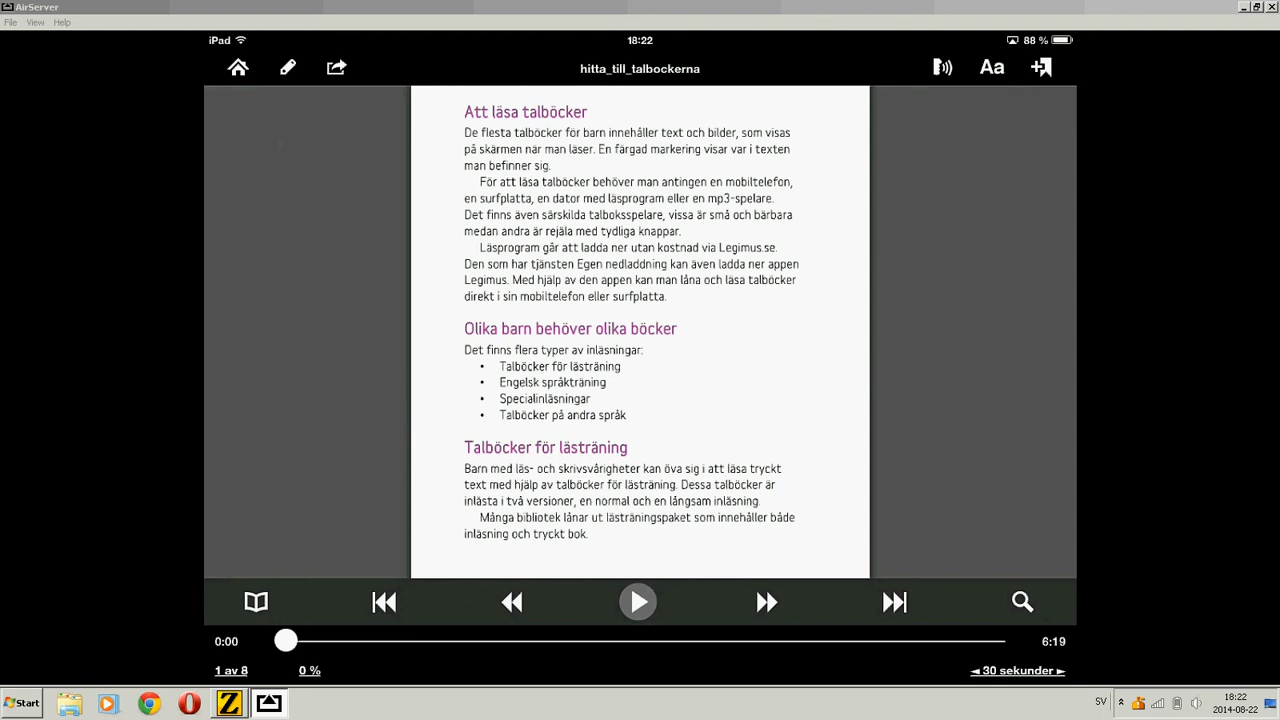 AirServer
File View Help
iPad 18:22 88 %
hitta_till_talbockerna Aa
Att läsa talböcker
De flesta talböcker för barn innehåller text och bilder, som visas
på skärmen när man läser. En färgad markering visar var i texten
man befinner sig.
För att läsa talböcker behöver man antingen en mobiltelefon,
en surfplatta, en dator med läsprogram eller en mp3-spelare.
Det finns även särskilda talboksspelare, vissa är små och bärbara
medan andra är rejäla med tydliga knappar.
Läsprogram går att ladda ner utan kostnad via Legimus.se.
Den som har tjänsten Egen nedladdning kan även ladda ner appen
Legimus. Med hjälp av den appen kan man låna och läsa talböcker
direkt i sin mobiltelefon eller surfplatta.
Olika barn behöver olika böcker
Det finns flera typer av inläsningar:
• Talböcker för lästräning
• Engelsk språkträning
• Specialinläsningar
• Talböcker på andra språk
Talböcker för lästräning
Barn med läs- och skrivsvårigheter kan öva sig i att läsa tryckt
text med hjälp av talböcker för lästräning. Dessa talböcker är
inlästa i två versioner, en normal och en långsam inläsning.
Många bibliotek lånar ut lästräningspaket som innehåller både
inläsning och tryckt bok.
0:00 6:19
1 av 8 0 % ◄ 30 sekunder ►
Start Z SV 18:22
2014-08-22